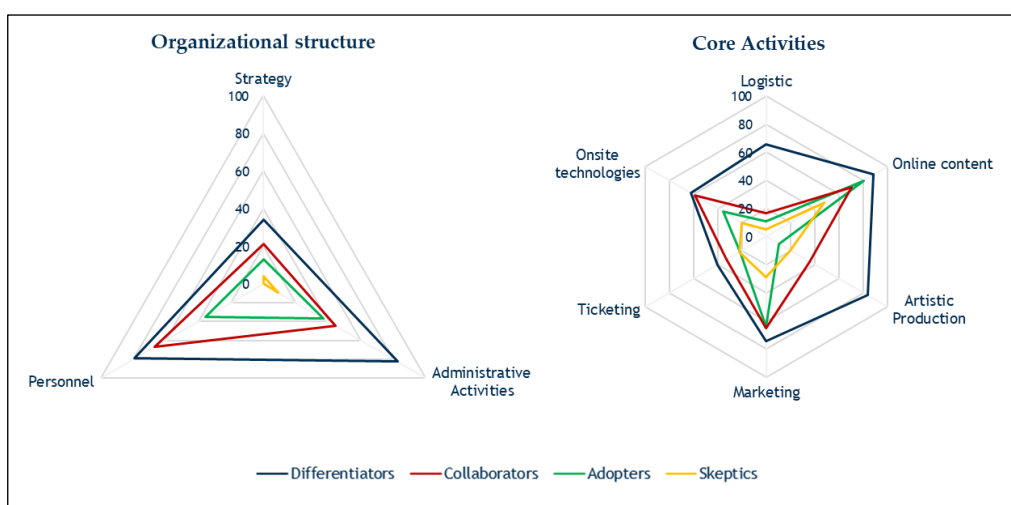 Organizational structure
Strategy
100
80
60
40
20
0
Personnel
Administrative
Activities
Core Activities
Logistic
100
80
60
40
20
0
Onsite
technologies
Online content
Ticketing
Artistic
Production
Marketing
Differentiators
Collaborators
Adopters
Skeptics